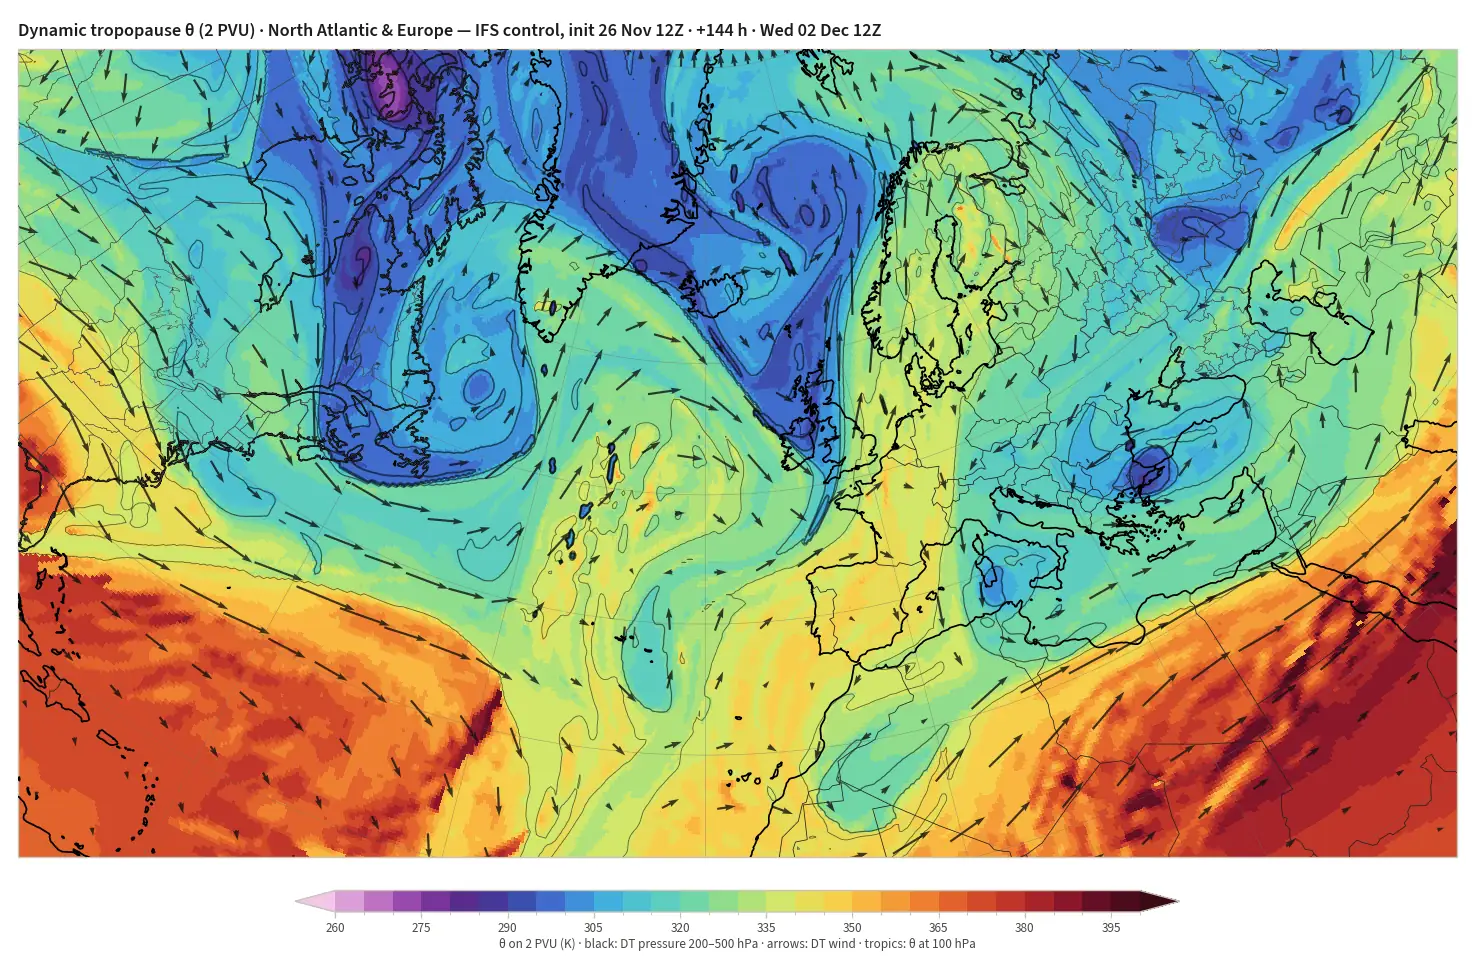 Dynamic tropopause θ (2 PVU) · North Atlantic & Europe — IFS control, init 26 Nov 12Z · +144 h · Wed 02 Dec 12Z
260 275 290 305 320 335 350 365 380 395
θ on 2 PVU (K) · black: DT pressure 200–500 hPa · arrows: DT wind · tropics: θ at 100 hPa